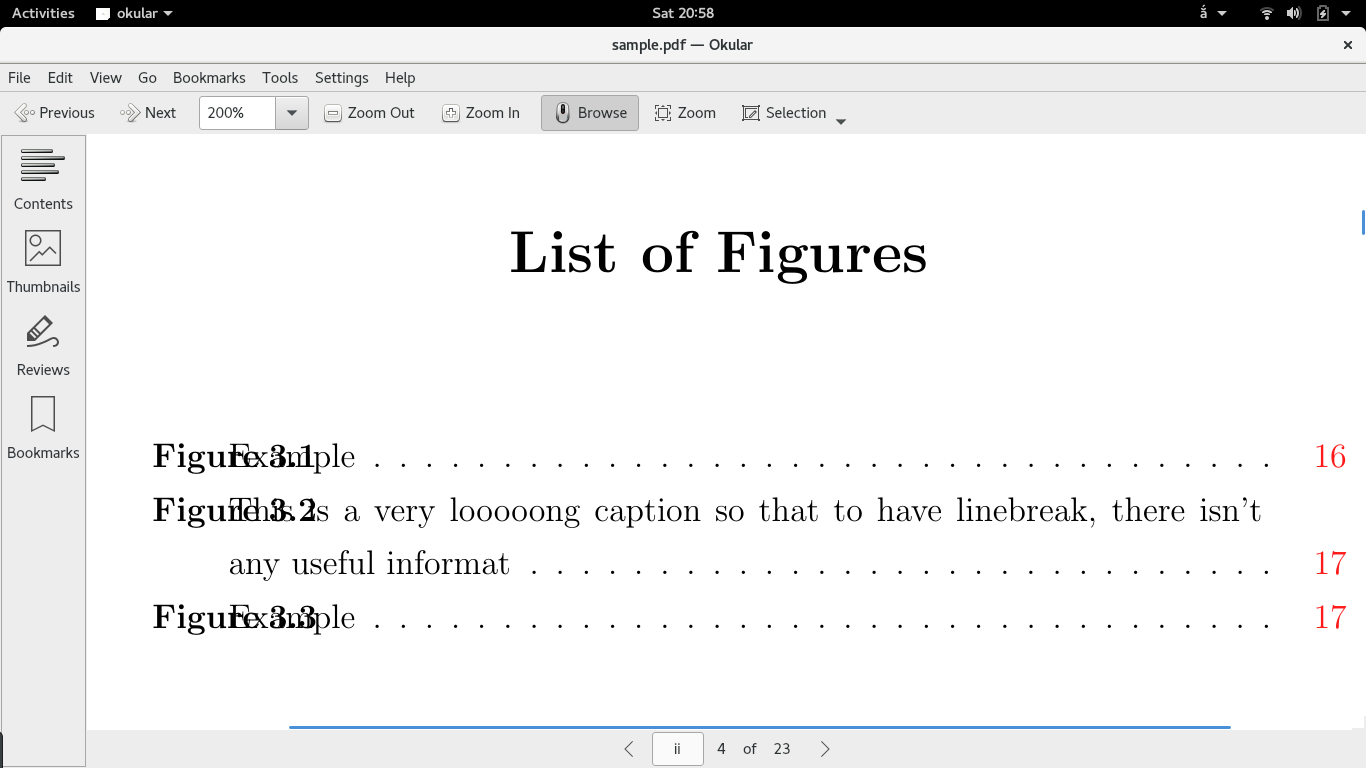 Activities okular Sat 20:58 á
sample.pdf — Okular
File Edit View Go Bookmarks Tools Settings Help
Previous Next 200% Zoom Out Zoom In Browse Zoom Selection
Contents
Thumbnails
Reviews
Bookmarks
List of Figures
Figure 3.1 Example . . . . . . . . . . . . . . . . . . . . . . . . . . . . . . . . . . . 16
Figure 3.2 This is a very looooong caption so that to have linebreak, there isn't
any useful informat . . . . . . . . . . . . . . . . . . . . . . . . . . . . . 17
Figure 3.3 Example . . . . . . . . . . . . . . . . . . . . . . . . . . . . . . . . . . . 17
ii 4 of 23